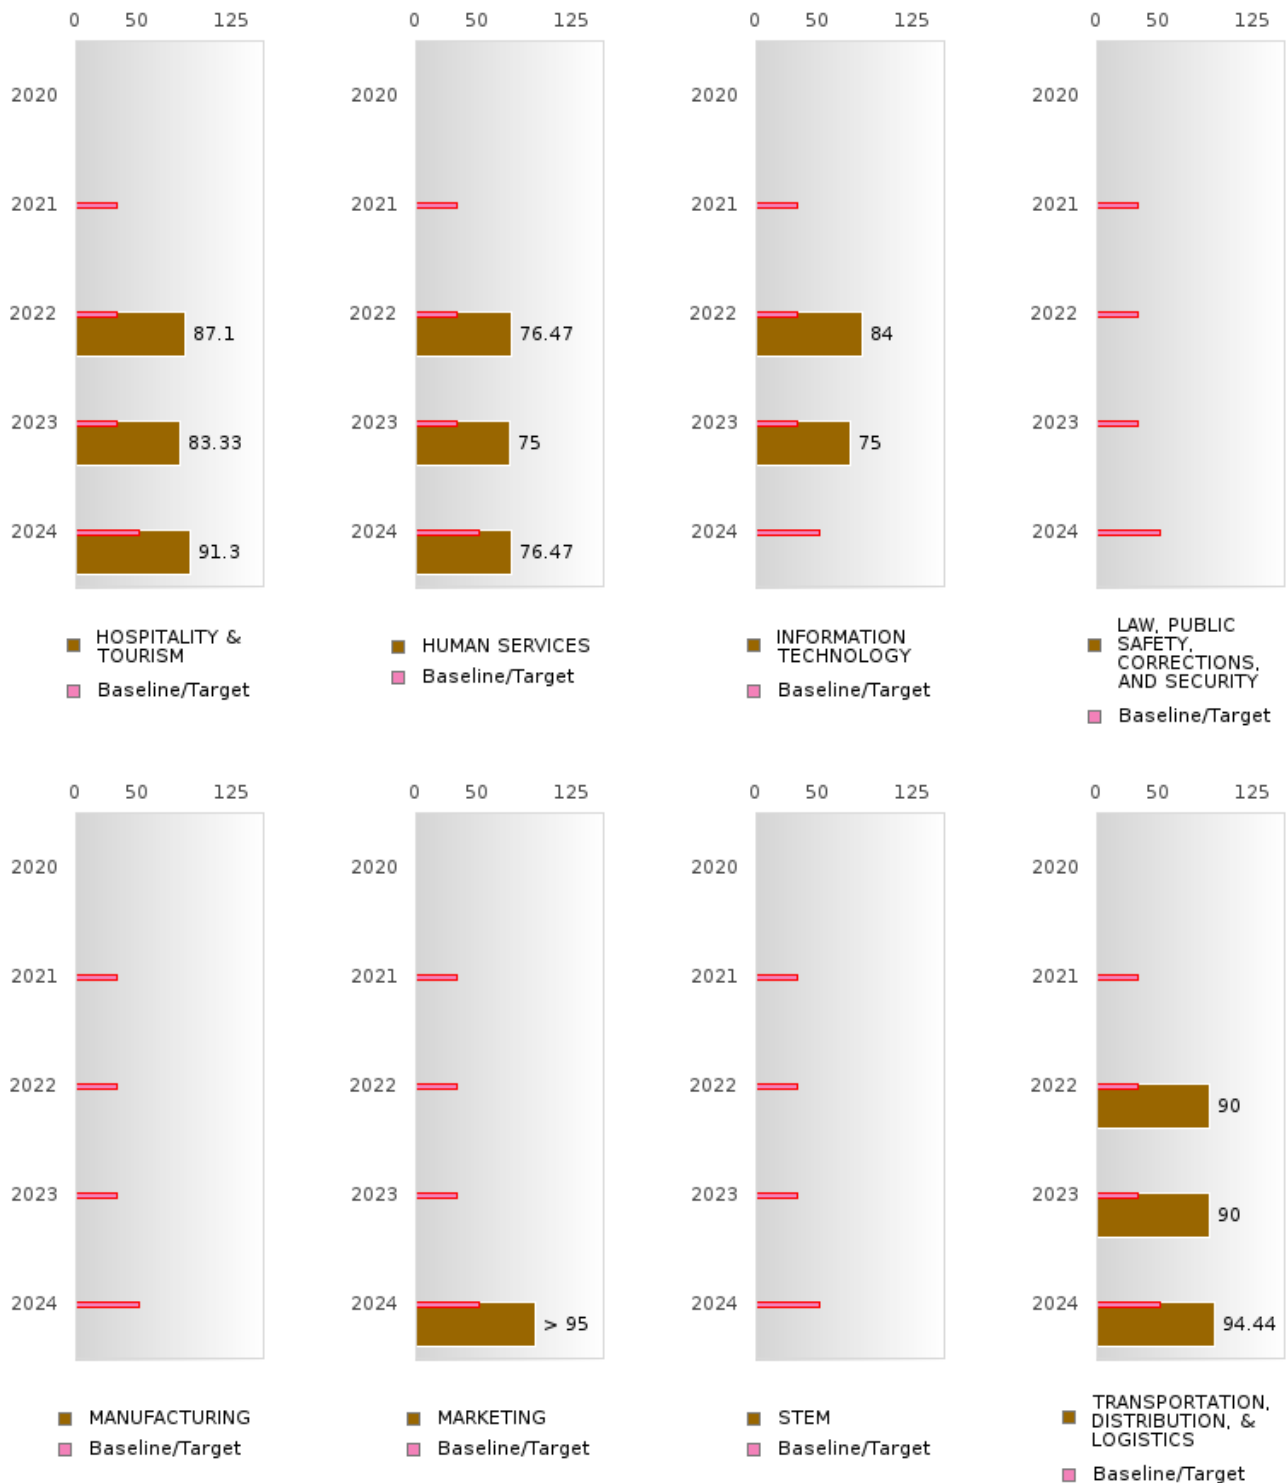 0 50 125
0 50 125
0 50 125
0 50 125
2020
2020
2020
2020
2021
2021
2021
2021
2022
87.1
2022
76.47
2022
84
2022
2023
83.33
2023
75
2023
75
2023
2024
91.3
2024
76.47
2024
2024
HOSPITALITY &
TOURISM
Baseline/Target
HUMAN SERVICES
Baseline/Target
INFORMATION
TECHNOLOGY
Baseline/Target
LAW, PUBLIC
SAFETY,
CORRECTIONS,
AND SECURITY
Baseline/Target
0 50 125
0 50 125
0 50 125
0 50 125
2020
2020
2020
2020
2021
2021
2021
2021
2022
2022
2022
2022
90
2023
2023
2023
2023
90
2024
2024
> 95
2024
2024
94.44
MANUFACTURING
Baseline/Target
MARKETING
Baseline/Target
STEM
Baseline/Target
TRANSPORTATION,
DISTRIBUTION, &
LOGISTICS
Baseline/Target